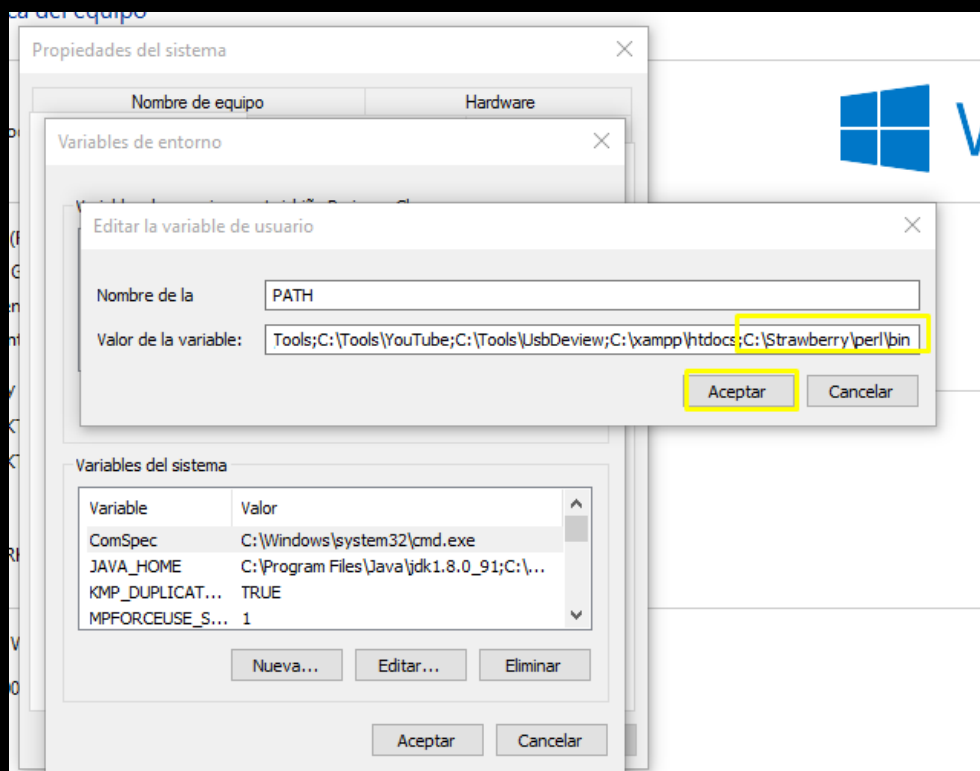 ca del equipo
Propiedades del sistema
Nombre de equipo
Hardware
Variables de entorno
Editar la variable de usuario
Nombre de la
PATH
Valor de la variable:
Tools;C:\Tools\YouTube;C:\Tools\UsbDeview;C:\xampp\htdocs;C:\Strawberry\perl\bin
Aceptar
Cancelar
Variables del sistema
Variable
Valor
ComSpec
C:\Windows\system32\cmd.exe
JAVA_HOME
C:\Program Files\Java\jdk1.8.0_91;C:\...
KMP_DUPLICAT...
TRUE
MPFORCEUSE_S...
1
Nueva...
Editar...
Eliminar
Aceptar
Cancelar